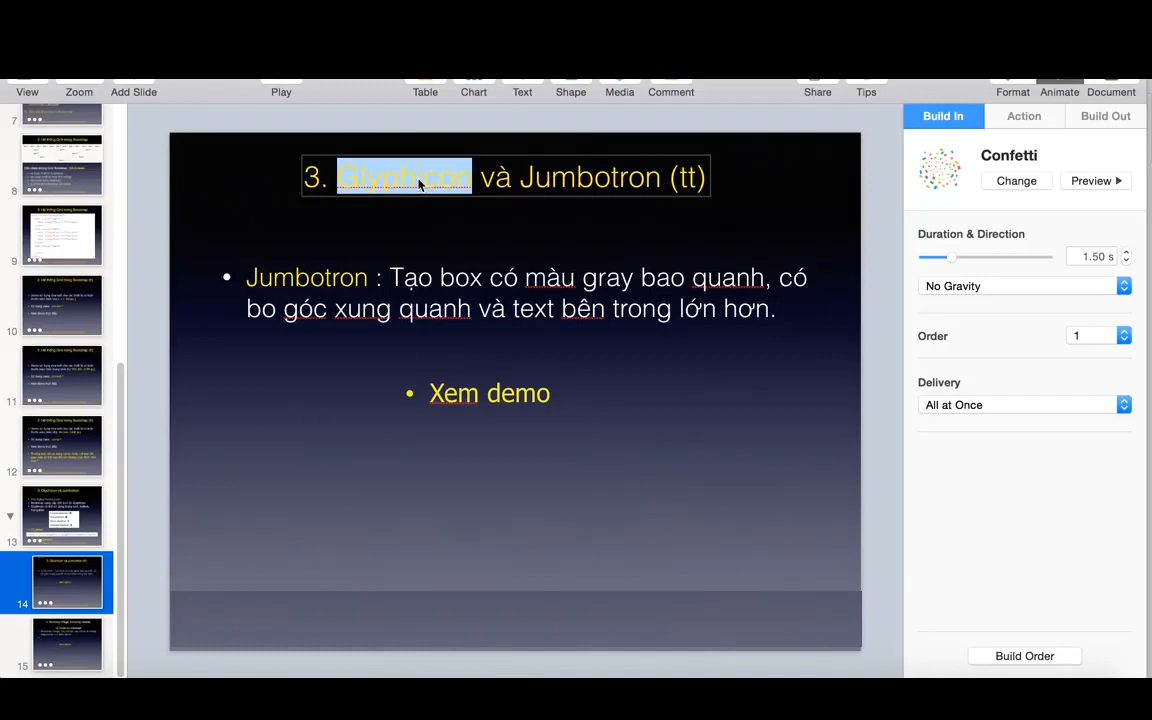 View
Zoom
Add Slide
Play
Table
Chart
Text
Shape
Media
Comment
Share
Tips
Format
Animate
Document
7
8
9
10
11
12
13
14
15
3. Glyphicon và Jumbotron (tt)
• Jumbotron : Tạo box có màu gray bao quanh, có
bo góc xung quanh và text bên trong lớn hơn.
• Xem demo
Build In
Action
Build Out
Confetti
Change
Preview
Duration & Direction
1.50 s
No Gravity
Order
1
Delivery
All at Once
Build Order